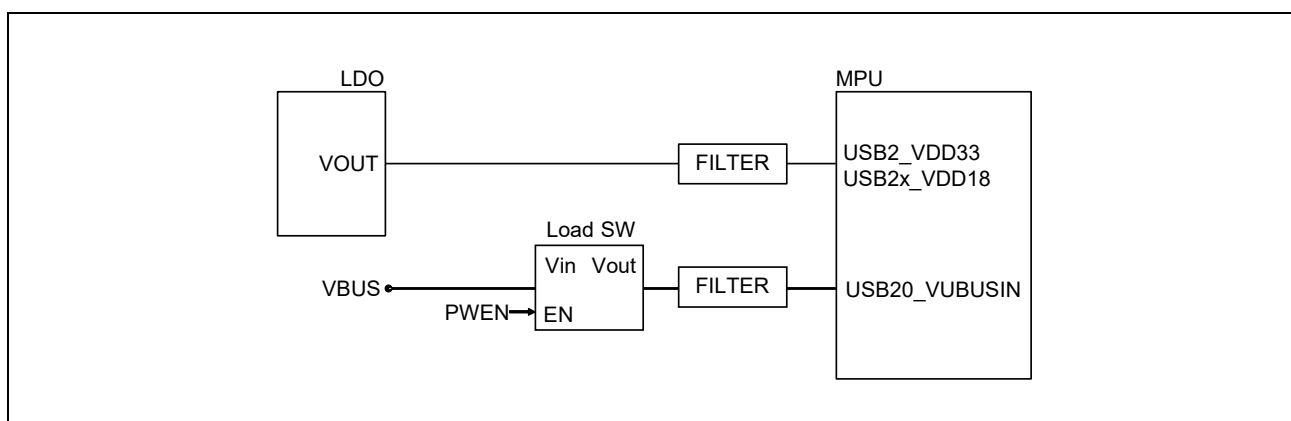 LDO
MPU
VOUT
FILTER
USB2_VDD33
USB2x_VDD18
Load SW
Vin Vout
VBUS
FILTER
USB20_VUBUSIN
PWEN
EN